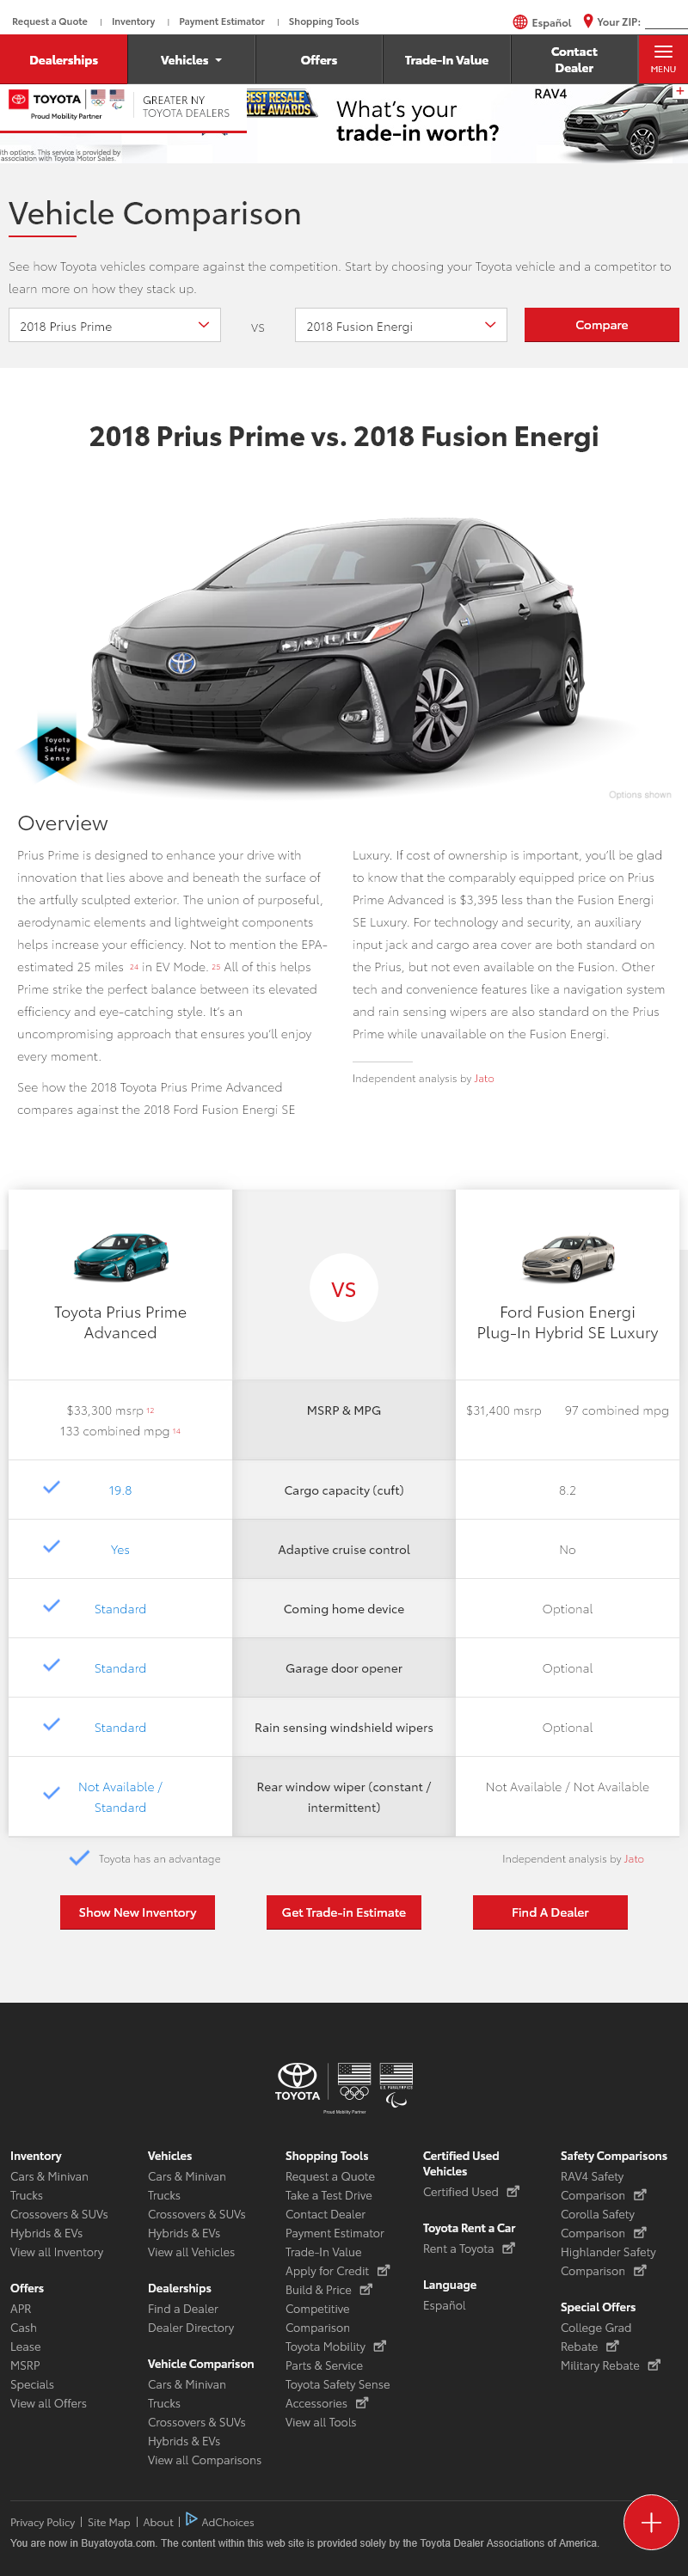 Request a Quote | Inventory | Payment Estimator | Shopping Tools
Español Your ZIP:
Dealerships
Vehicles
Offers
Trade-In Value
Contact
Dealer
MENU
TOYOTA
Proud Mobility Partner
GREATER NY
TOYOTA DEALERS
BEST RESALE
VALUE AWARDS
What's your
trade-in worth?
RAV4
+
ith options. This service is provided by
association with Toyota Motor Sales.
Vehicle Comparison
See how Toyota vehicles compare against the competition. Start by choosing your Toyota vehicle and a competitor to
learn more on how they stack up.
2018 Prius Prime
VS
2018 Fusion Energi
Compare
2018 Prius Prime vs. 2018 Fusion Energi
Toyota
Safety
Sense
Options shown
Overview
Prius Prime is designed to enhance your drive with
innovation that lies above and beneath the surface of
the artfully sculpted exterior. The union of purposeful,
aerodynamic elements and lightweight components
helps increase your efficiency. Not to mention the EPA-
estimated 25 miles 24 in EV Mode. 25 All of this helps
Prime strike the perfect balance between its elevated
efficiency and eye-catching style. It's an
uncompromising approach that ensures you'll enjoy
every moment.
See how the 2018 Toyota Prius Prime Advanced
compares against the 2018 Ford Fusion Energi SE
Luxury. If cost of ownership is important, you'll be glad
to know that the comparably equipped price on Prius
Prime Advanced is $3,395 less than the Fusion Energi
SE Luxury. For technology and security, an auxiliary
input jack and cargo area cover are both standard on
the Prius, but not even available on the Fusion. Other
tech and convenience features like a navigation system
and rain sensing wipers are also standard on the Prius
Prime while unavailable on the Fusion Energi.
Independent analysis by Jato
Toyota Prius Prime
Advanced
VS
Ford Fusion Energi
Plug-In Hybrid SE Luxury
$33,300 msrp 12
133 combined mpg 14
MSRP & MPG
$31,400 msrp 97 combined mpg
19.8
Cargo capacity (cuft)
8.2
Yes
Adaptive cruise control
No
Standard
Coming home device
Optional
Standard
Garage door opener
Optional
Standard
Rain sensing windshield wipers
Optional
Not Available /
Standard
Rear window wiper (constant /
intermittent)
Not Available / Not Available
Toyota has an advantage
Independent analysis by Jato
Show New Inventory
Get Trade-in Estimate
Find A Dealer
TOYOTA
U.S. PARALYMPICS
Proud Mobility Partner
Inventory
Cars & Minivan
Trucks
Crossovers & SUVs
Hybrids & EVs
View all Inventory
Offers
APR
Cash
Lease
MSRP
Specials
View all Offers
Vehicles
Cars & Minivan
Trucks
Crossovers & SUVs
Hybrids & EVs
View all Vehicles
Dealerships
Find a Dealer
Dealer Directory
Vehicle Comparison
Cars & Minivan
Trucks
Crossovers & SUVs
Hybrids & EVs
View all Comparisons
Shopping Tools
Request a Quote
Take a Test Drive
Contact Dealer
Payment Estimator
Trade-In Value
Apply for Credit
Build & Price
Competitive
Comparison
Toyota Mobility
Parts & Service
Toyota Safety Sense
Accessories
View all Tools
Certified Used
Vehicles
Certified Used
Toyota Rent a Car
Rent a Toyota
Language
Español
Safety Comparisons
RAV4 Safety
Comparison
Corolla Safety
Comparison
Highlander Safety
Comparison
Special Offers
College Grad
Rebate
Military Rebate
Privacy Policy | Site Map | About | AdChoices
You are now in Buyatoyota.com. The content within this web site is provided solely by the Toyota Dealer Associations of America.